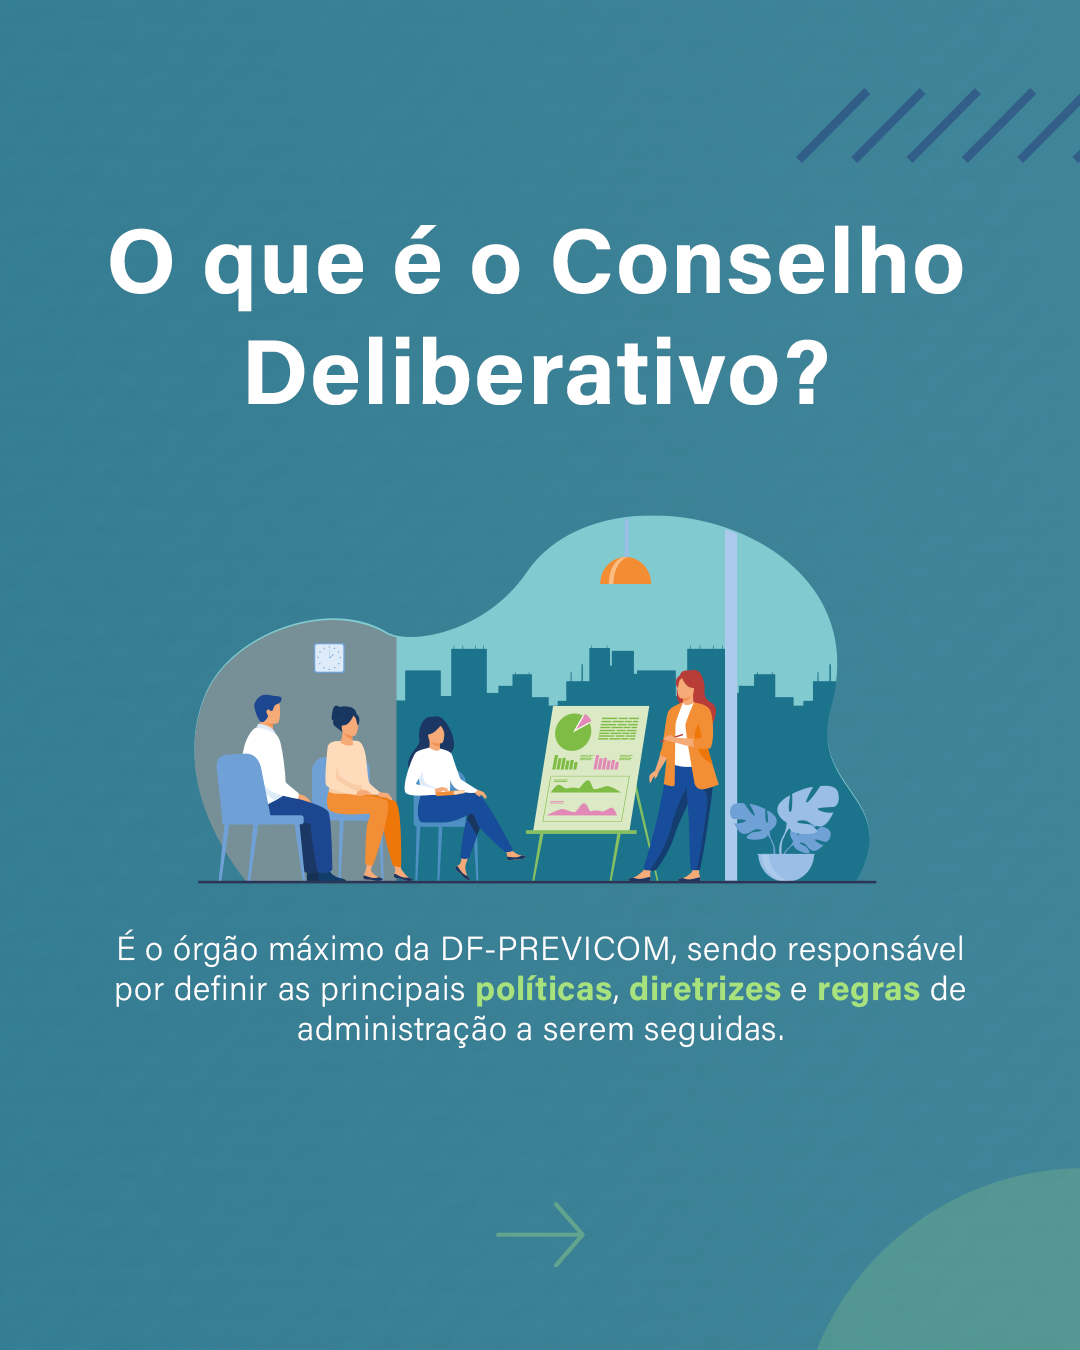 O que é o Conselho
Deliberativo?
É o órgão máximo da DF-PREVICOM, sendo responsável
por definir as principais políticas, diretrizes e regras de
administração a serem seguidas.